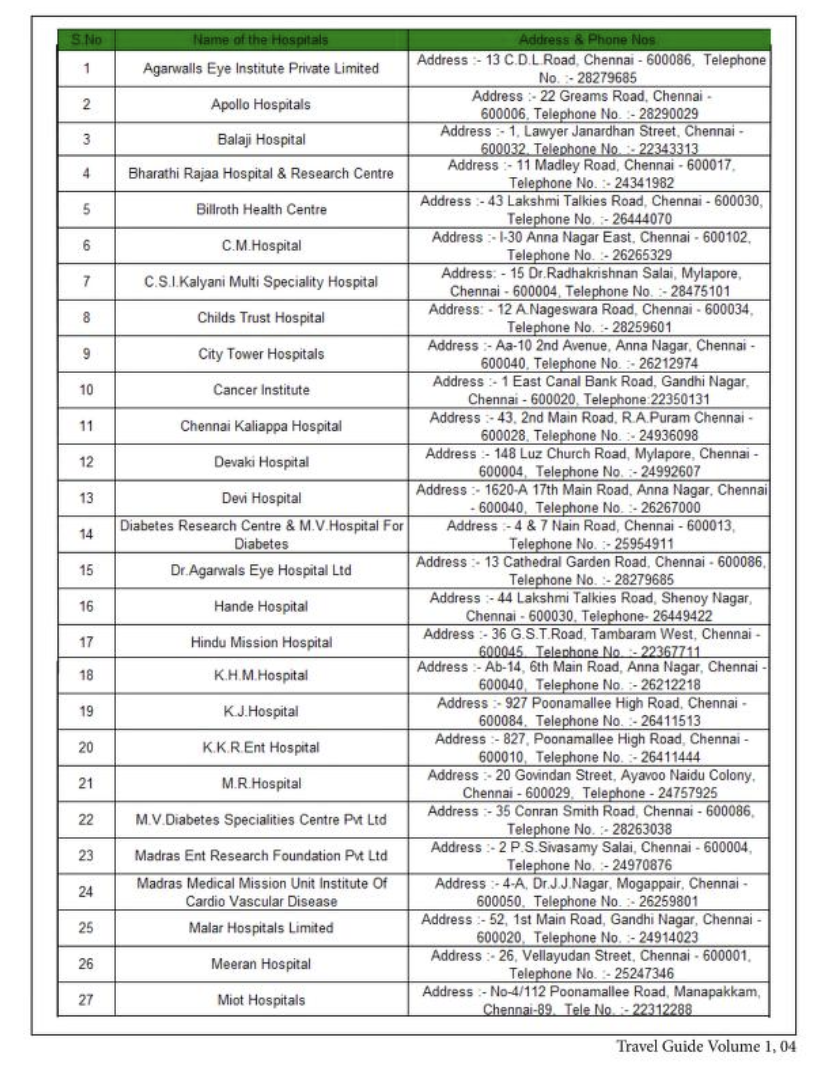 S.No Name of the Hospitals Address & Phone Nos
1 Agarwalls Eye Institute Private Limited Address :- 13 C.D.L.Road, Chennai - 600086, Telephone
No. :- 28279685
2 Apollo Hospitals Address :- 22 Greams Road, Chennai -
600006, Telephone No. :- 28290029
3 Balaji Hospital Address :- 1, Lawyer Janardhan Street, Chennai -
600032, Telephone No. :- 22343313
4 Bharathi Rajaa Hospital & Research Centre Address :- 11 Madley Road, Chennai - 600017,
Telephone No. :- 24341982
5 Billroth Health Centre Address :- 43 Lakshmi Talkies Road, Chennai - 600030,
Telephone No. :- 26444070
6 C.M.Hospital Address :- I-30 Anna Nagar East, Chennai - 600102,
Telephone No. :- 26265329
7 C.S.I.Kalyani Multi Speciality Hospital Address: - 15 Dr.Radhakrishnan Salai, Mylapore,
Chennai - 600004, Telephone No. :- 28475101
8 Childs Trust Hospital Address: - 12 A.Nageswara Road, Chennai - 600034,
Telephone No. :- 28259601
9 City Tower Hospitals Address :- Aa-10 2nd Avenue, Anna Nagar, Chennai -
600040, Telephone No. :- 26212974
10 Cancer Institute Address :- 1 East Canal Bank Road, Gandhi Nagar,
Chennai - 600020, Telephone:22350131
11 Chennai Kaliappa Hospital Address :- 43, 2nd Main Road, R.A.Puram Chennai -
600028, Telephone No. :- 24936098
12 Devaki Hospital Address :- 148 Luz Church Road, Mylapore, Chennai -
600004, Telephone No. :- 24992607
13 Devi Hospital Address :- 1620-A 17th Main Road, Anna Nagar, Chennai
- 600040, Telephone No. :- 26267000
14 Diabetes Research Centre & M.V.Hospital For Diabetes Address :- 4 & 7 Nain Road, Chennai - 600013,
Telephone No. :- 25954911
15 Dr.Agarwals Eye Hospital Ltd Address :- 13 Cathedral Garden Road, Chennai - 600086,
Telephone No. :- 28279685
16 Hande Hospital Address :- 44 Lakshmi Talkies Road, Shenoy Nagar,
Chennai - 600030, Telephone- 26449422
17 Hindu Mission Hospital Address :- 36 G.S.T.Road, Tambaram West, Chennai -
600045, Telephone No. :- 22367711
18 K.H.M.Hospital Address :- Ab-14, 6th Main Road, Anna Nagar, Chennai -
600040, Telephone No. :- 26212218
19 K.J.Hospital Address :- 927 Poonamallee High Road, Chennai -
600084, Telephone No. :- 26411513
20 K.K.R.Ent Hospital Address :- 827, Poonamallee High Road, Chennai -
600010, Telephone No. :- 26411444
21 M.R.Hospital Address :- 20 Govindan Street, Ayavoo Naidu Colony,
Chennai - 600029, Telephone - 24757925
22 M.V.Diabetes Specialities Centre Pvt Ltd Address :- 35 Conran Smith Road, Chennai - 600086,
Telephone No. :- 28263038
23 Madras Ent Research Foundation Pvt Ltd Address :- 2 P.S.Sivasamy Salai, Chennai - 600004,
Telephone No. :- 24970876
24 Madras Medical Mission Unit Institute Of Cardio Vascular Disease Address :- 4-A, Dr.J.J.Nagar, Mogappair, Chennai -
600050, Telephone No. :- 26259801
25 Malar Hospitals Limited Address :- 52, 1st Main Road, Gandhi Nagar, Chennai -
600020, Telephone No. :- 24914023
26 Meeran Hospital Address :- 26, Vellayudan Street, Chennai - 600001,
Telephone No. :- 25247346
27 Miot Hospitals Address :- No-4/112 Poonamallee Road, Manapakkam,
Chennai-89, Tele No. :- 22312288
Travel Guide Volume 1, 04